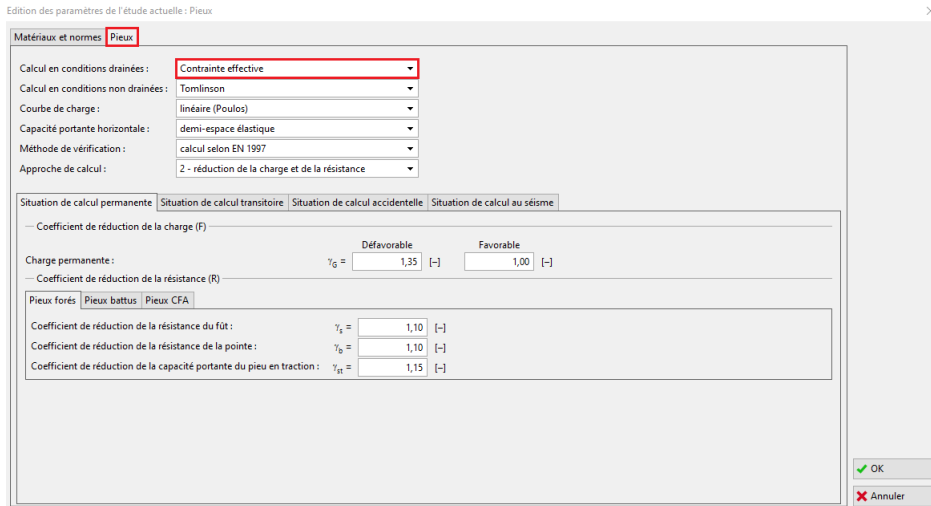 Edition des paramètres de l'étude actuelle : Pieux
Matériaux et normes Pieux
Calcul en conditions drainées : Contrainte effective
Calcul en conditions non drainées : Tomlinson
Courbe de charge : linéaire (Poulos)
Capacité portante horizontale : demi-espace élastique
Méthode de vérification : calcul selon EN 1997
Approche de calcul : 2 - réduction de la charge et de la résistance
Situation de calcul permanente Situation de calcul transitoire Situation de calcul accidentelle Situation de calcul au séisme
Coefficient de réduction de la charge (F)
Défavorable Favorable
Charge permanente : γG = 1,35 [–] 1,00 [–]
Coefficient de réduction de la résistance (R)
Pieux forés Pieux battus Pieux CFA
Coefficient de réduction de la résistance du fût : γs = 1,10 [–]
Coefficient de réduction de la résistance de la pointe : γb = 1,10 [–]
Coefficient de réduction de la capacité portante du pieu en traction : γst = 1,15 [–]
OK
Annuler